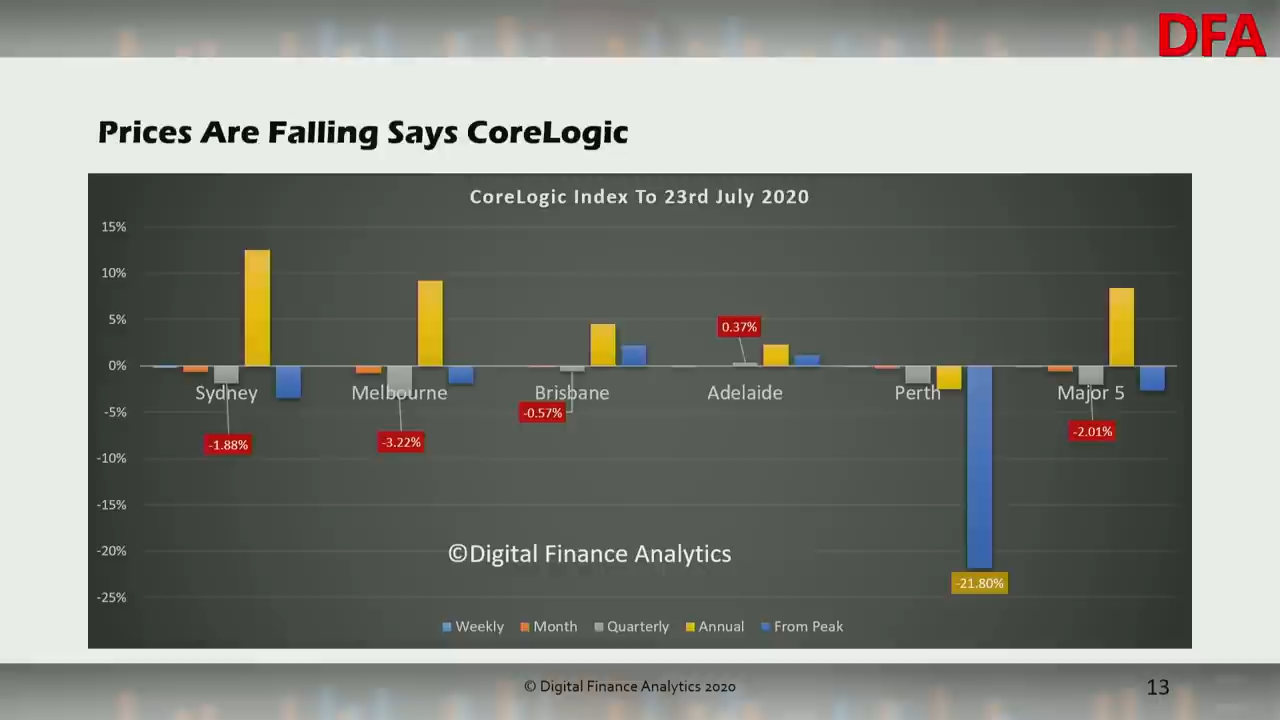 DFA
Prices Are Falling Says CoreLogic
CoreLogic Index To 23rd July 2020
15%
10%
5%
0%
-5%
-10%
-15%
-20%
-25%
Sydney
Melbourne
Brisbane
Adelaide
Perth
Major 5
0.37%
-0.57%
-1.88%
-3.22%
-2.01%
-21.80%
©Digital Finance Analytics
Weekly Month Quarterly Annual From Peak
© Digital Finance Analytics 2020
13